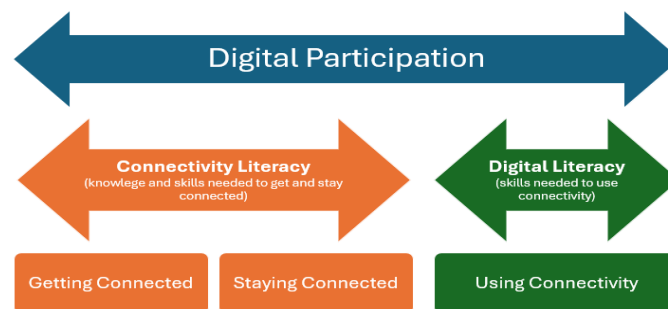 Digital Participation
Connectivity Literacy
(knowlege and skills needed to get and stay
connected)
Digital Literacy
(skills needed to use
connectivity)
Getting Connected
Staying Connected
Using Connectivity